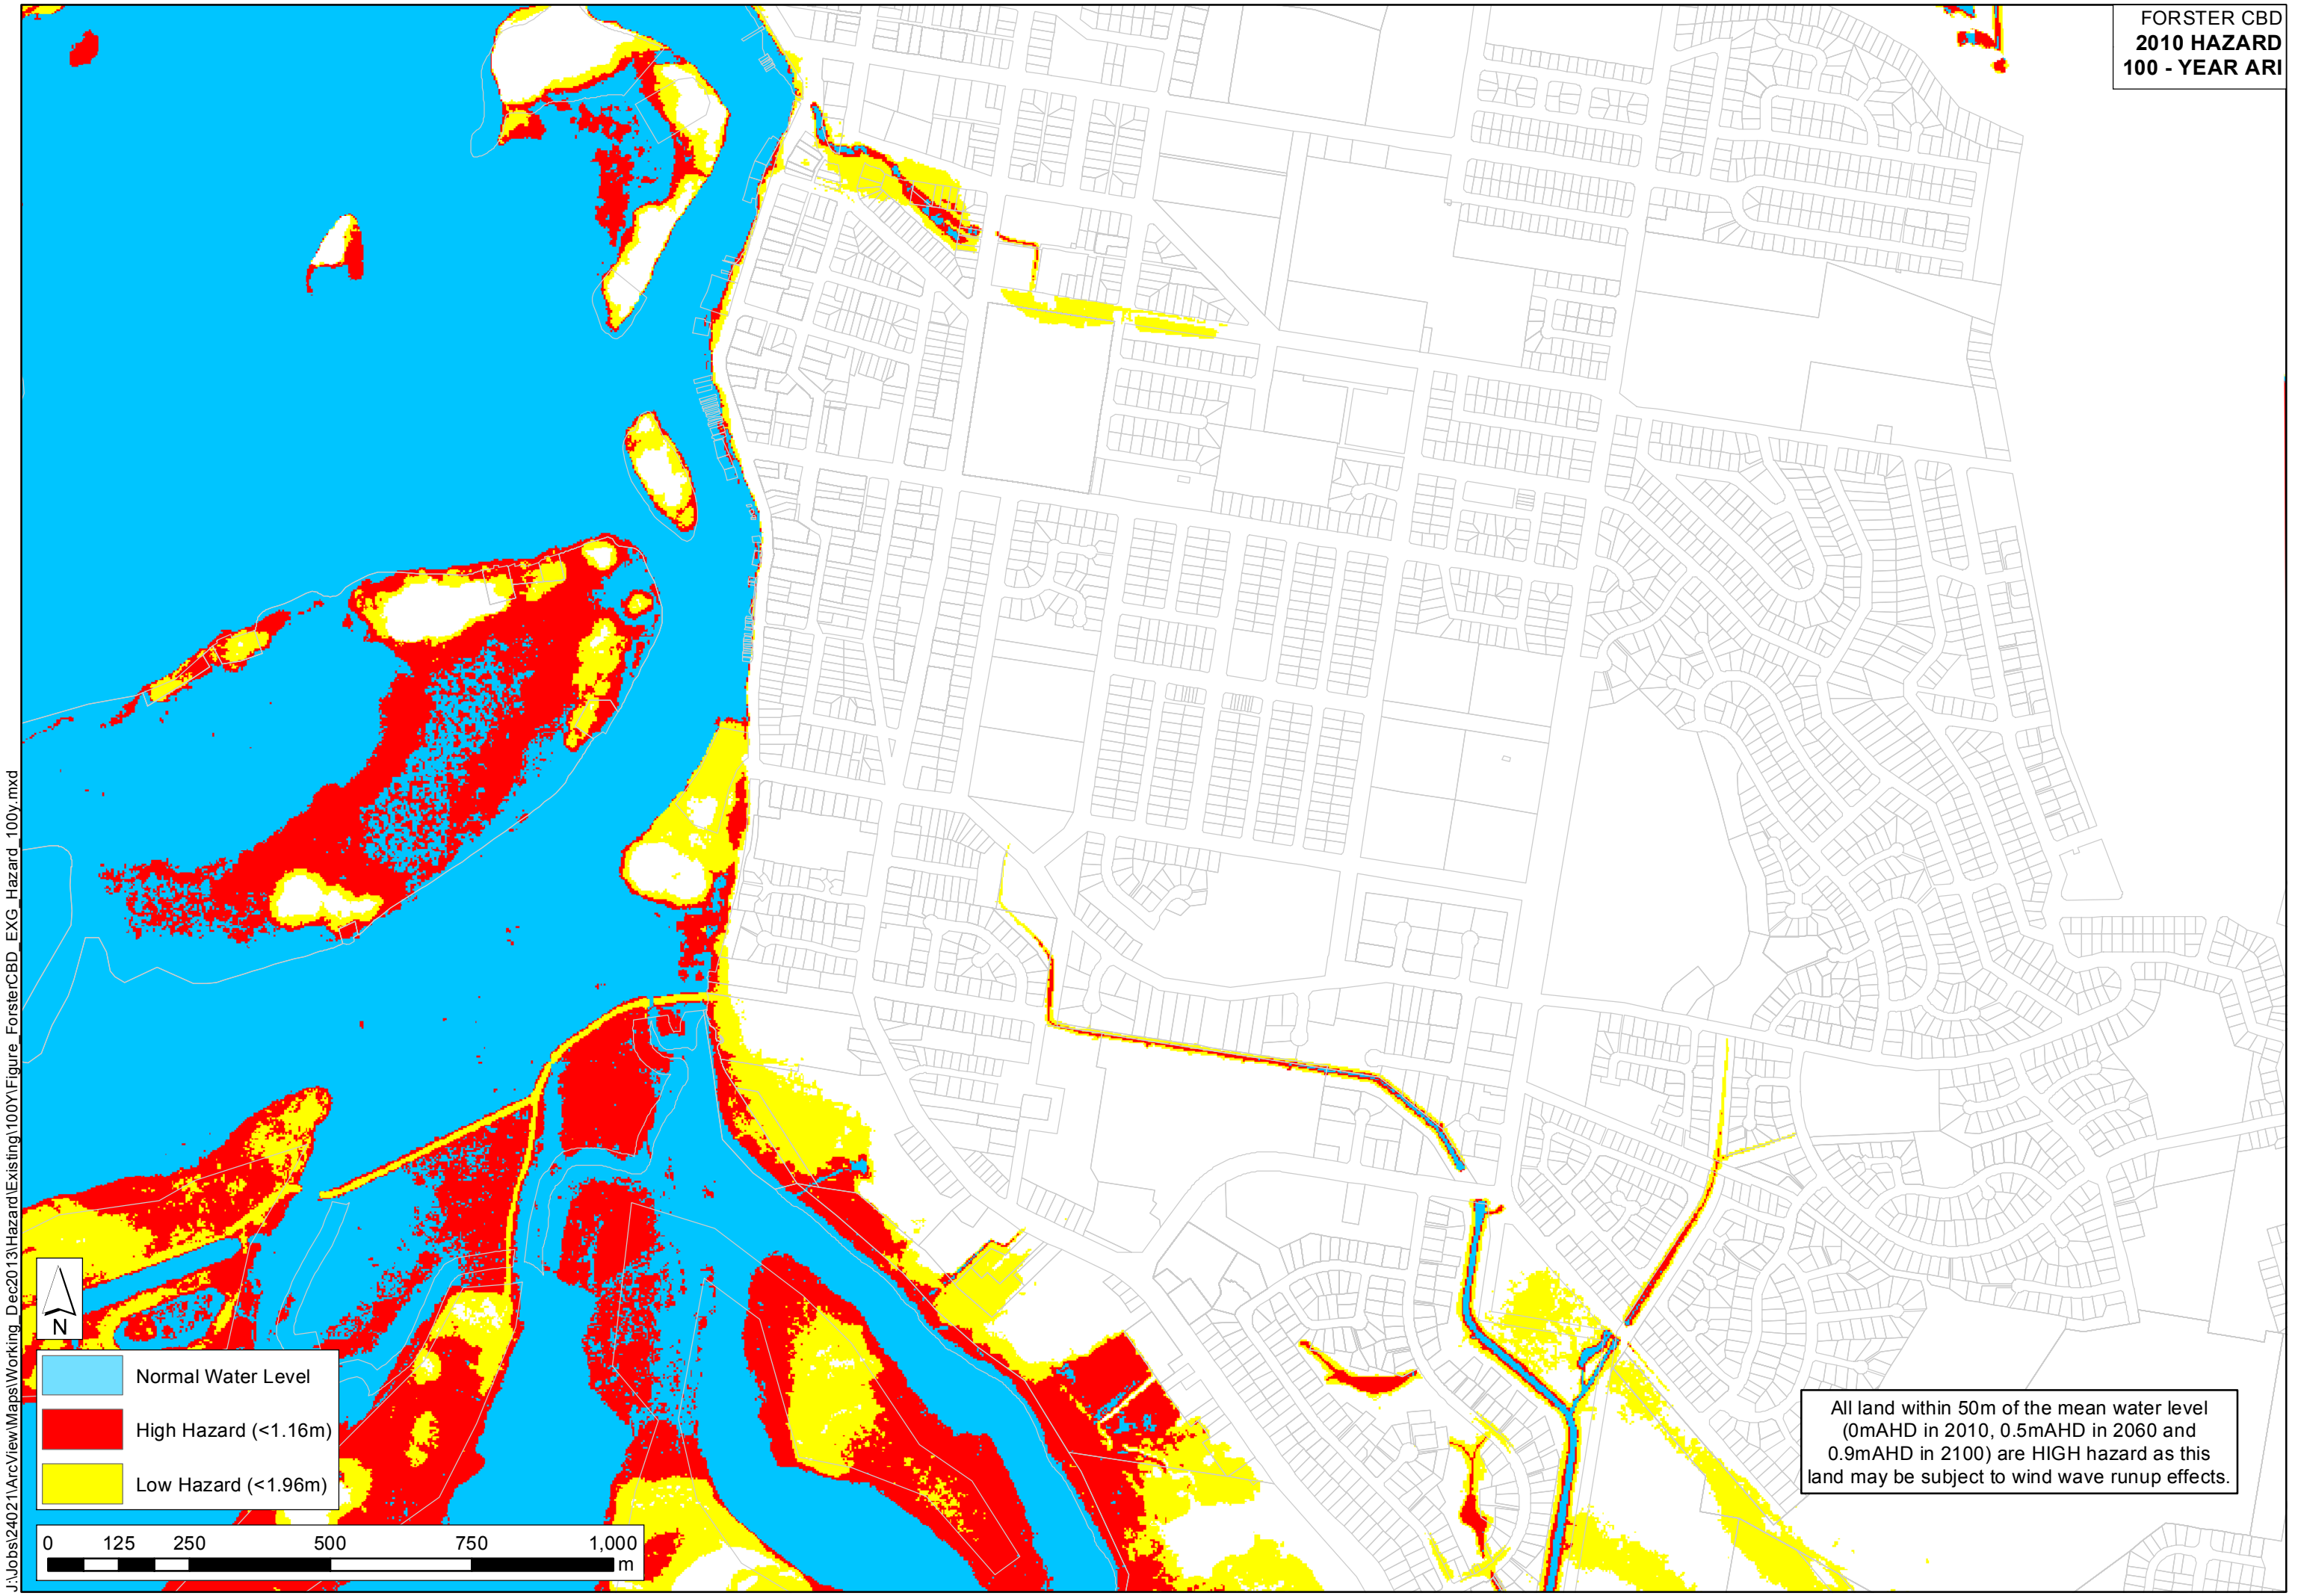 FORSTER CBD
2010 HAZARD
100 - YEAR ARI
J:\Jobs\24021\ArcView\Maps\Working_Dec2013\Hazard\Existing\100Y\Figure_ForsterCBD_EXG_Hazard_100y.mxd
N
Normal Water Level
High Hazard (<1.16m)
Low Hazard (<1.96m)
0 125 250 500 750 1,000
m
All land within 50m of the mean water level
(0mAHD in 2010, 0.5mAHD in 2060 and
0.9mAHD in 2100) are HIGH hazard as this
land may be subject to wind wave runup effects.